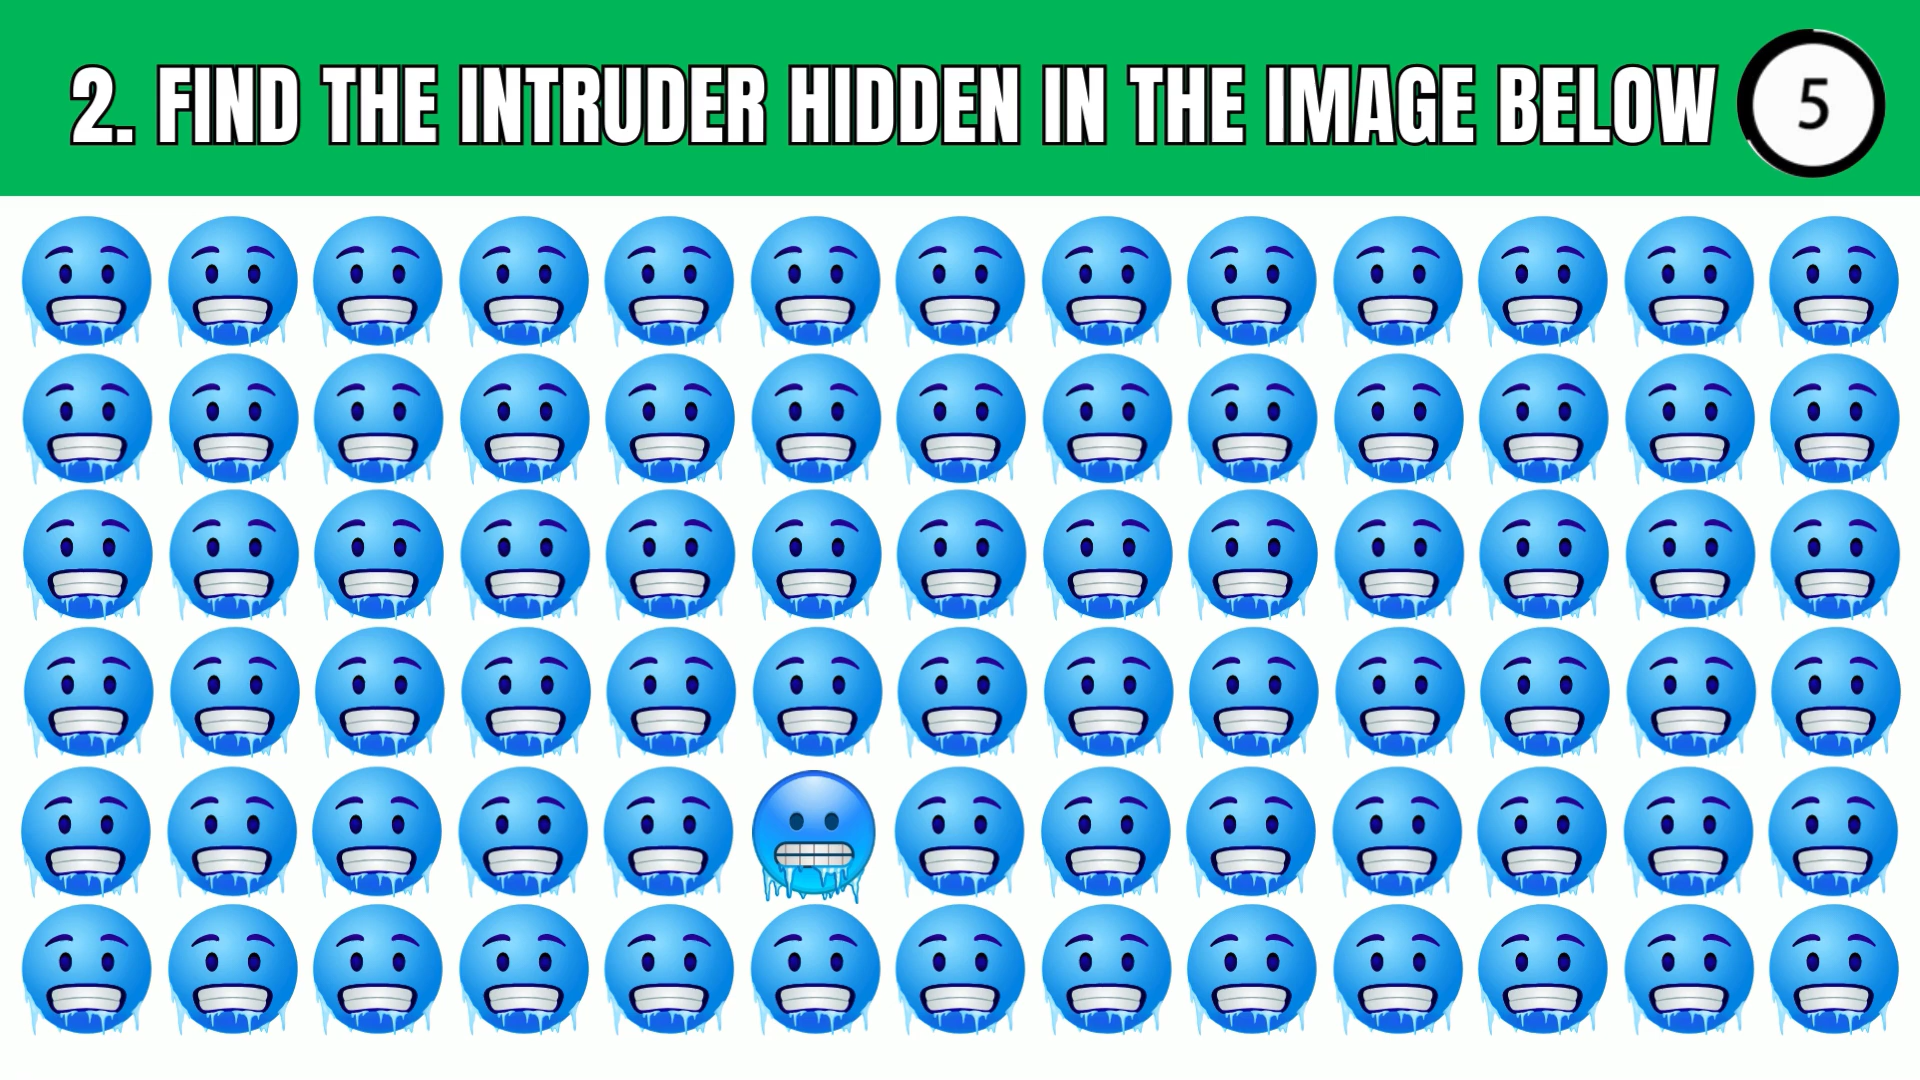 2. FIND THE INTRUDER HIDDEN IN THE IMAGE BELOW
5